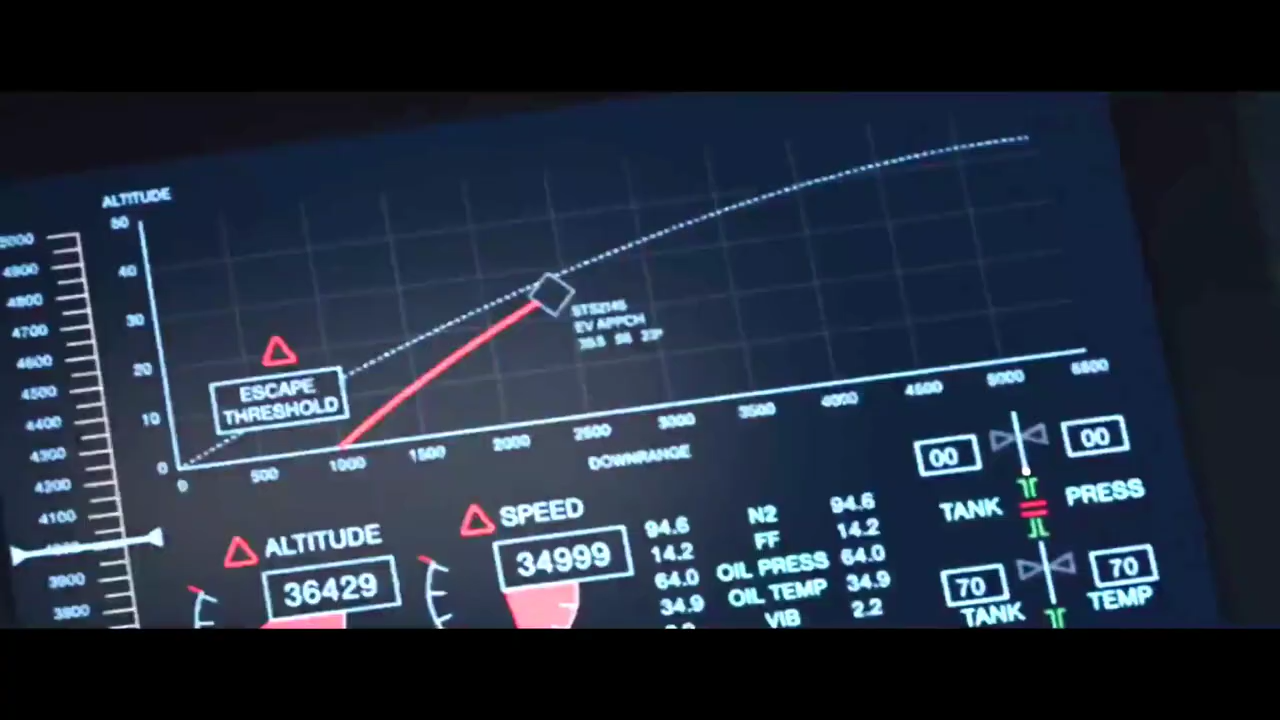 ALTITUDE
50
40
30
20
10
0
4900
4800
4700
4600
4500
4400
4300
4200
4100
3900
3800
ESCAPE
THRESHOLD
STS2145
EV APPCH
0 500 1000 1500 2000 2500 3000 3500 4000 4500 5000 5500
DOWNRANGE
ALTITUDE
36429
SPEED
34999
94.6 N2 94.6
14.2 FF 14.2
64.0 OIL PRESS 64.0
34.9 OIL TEMP 34.9
VIB 2.2
00 00
TANK PRESS
70 70
TANK TEMP